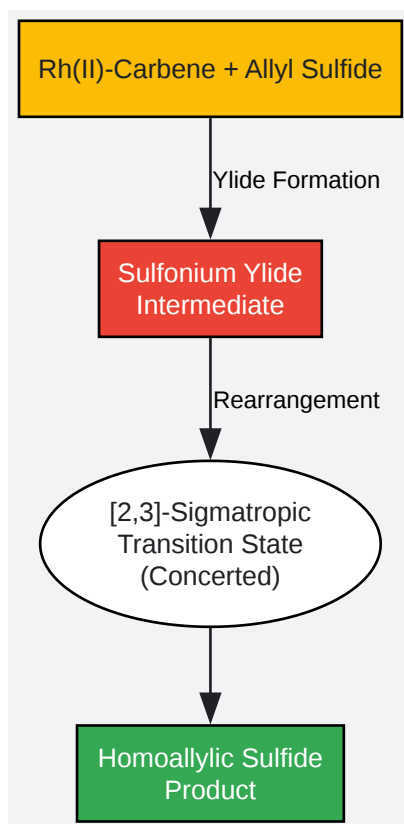 Rh(II)-Carbene + Allyl Sulfide
Ylide Formation
Sulfonium Ylide
Intermediate
Rearrangement
[2,3]-Sigmatropic
Transition State
(Concerted)
Homoallylic Sulfide
Product